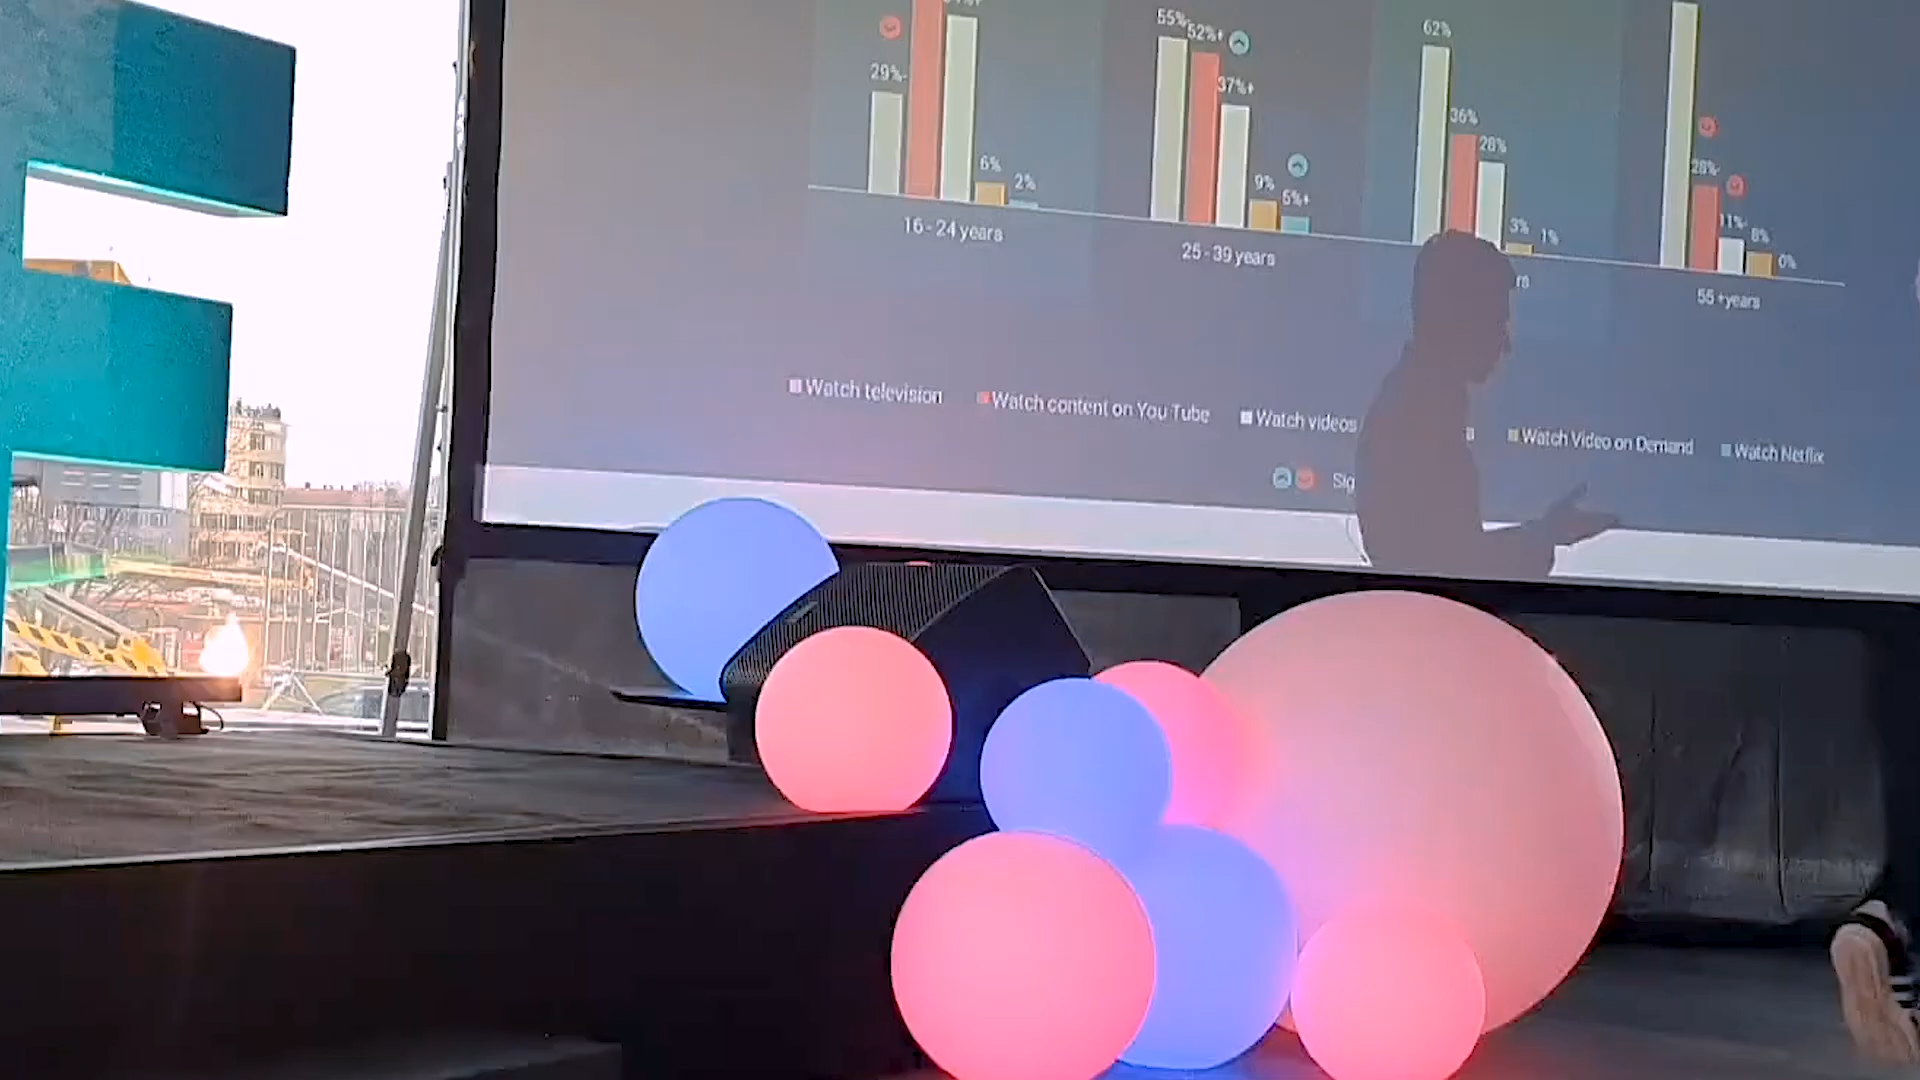 55% 52%+ 62%
29%- 37%+ 36% 28% 28%-
6% 2% 9% 5%+ 3% 1% 11%- 8% 0%
16 - 24 years 25 - 39 years 55 +years
Watch television Watch content on You Tube Watch videos Watch Video on Demand Watch Netflix